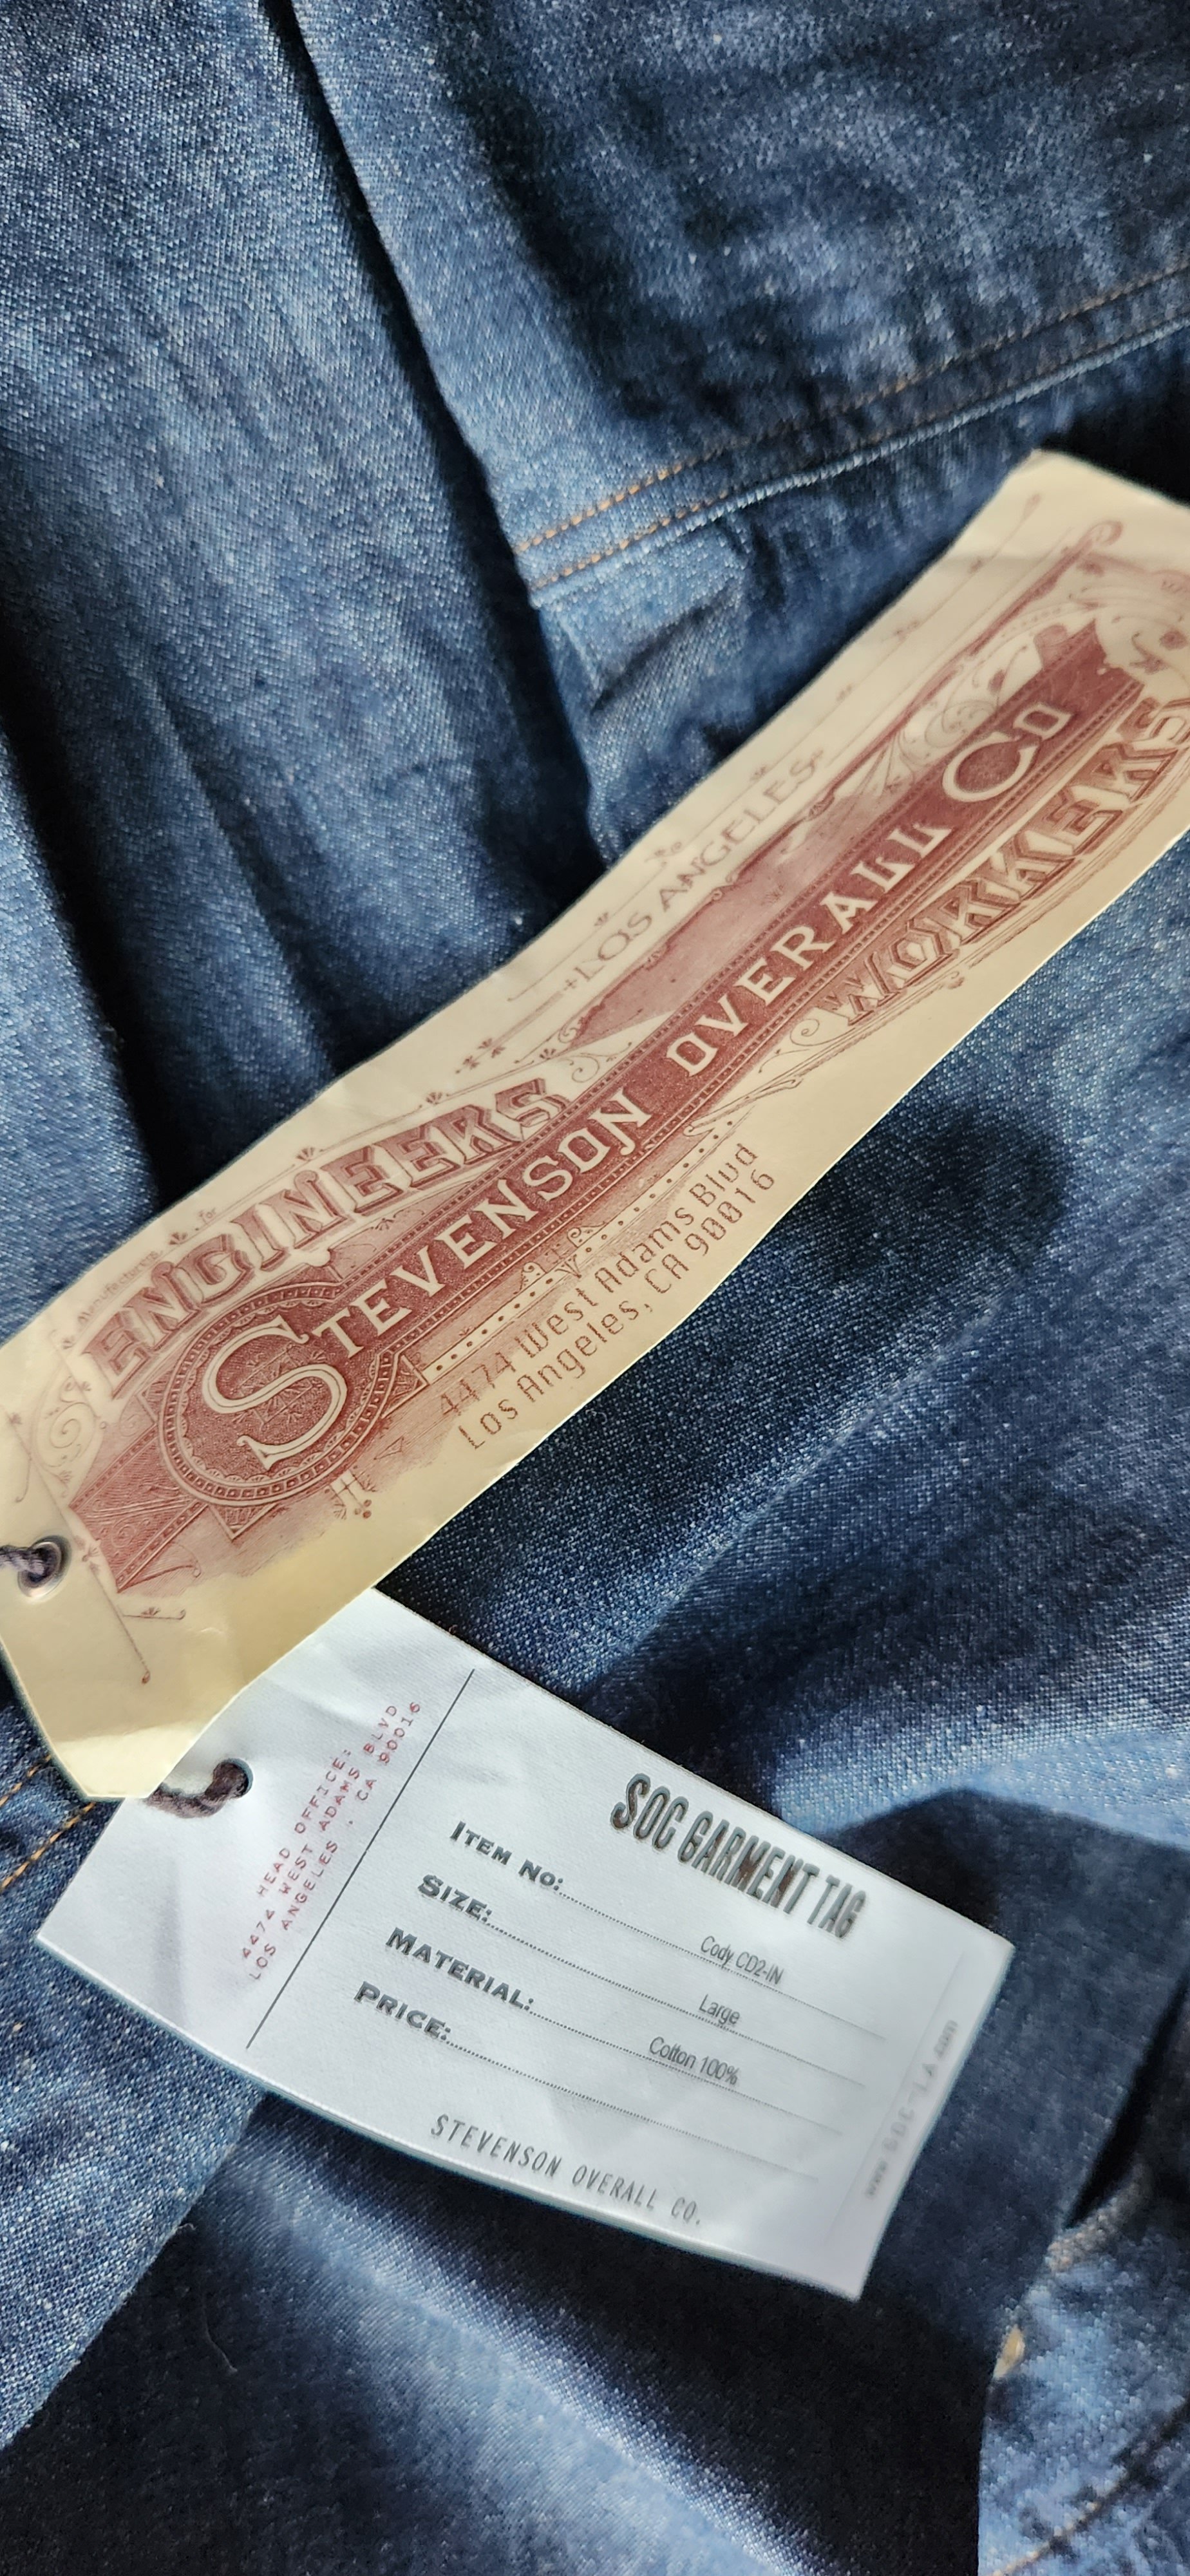 +LOS ANGELES+
Manufactures for
ENGINEERS
STEVENSON OVERALL CO
WORKERS
4474 West Adams Blvd
Los Angeles, CA 90016
HEAD OFFICE:
4474 WEST ADAMS BLVD
LOS ANGELES . CA 90016
SOC GARMENT TAG
ITEM NO: Cody CD2-IN
SIZE: Large
MATERIAL: Cotton 100%
PRICE:
STEVENSON OVERALL CO.